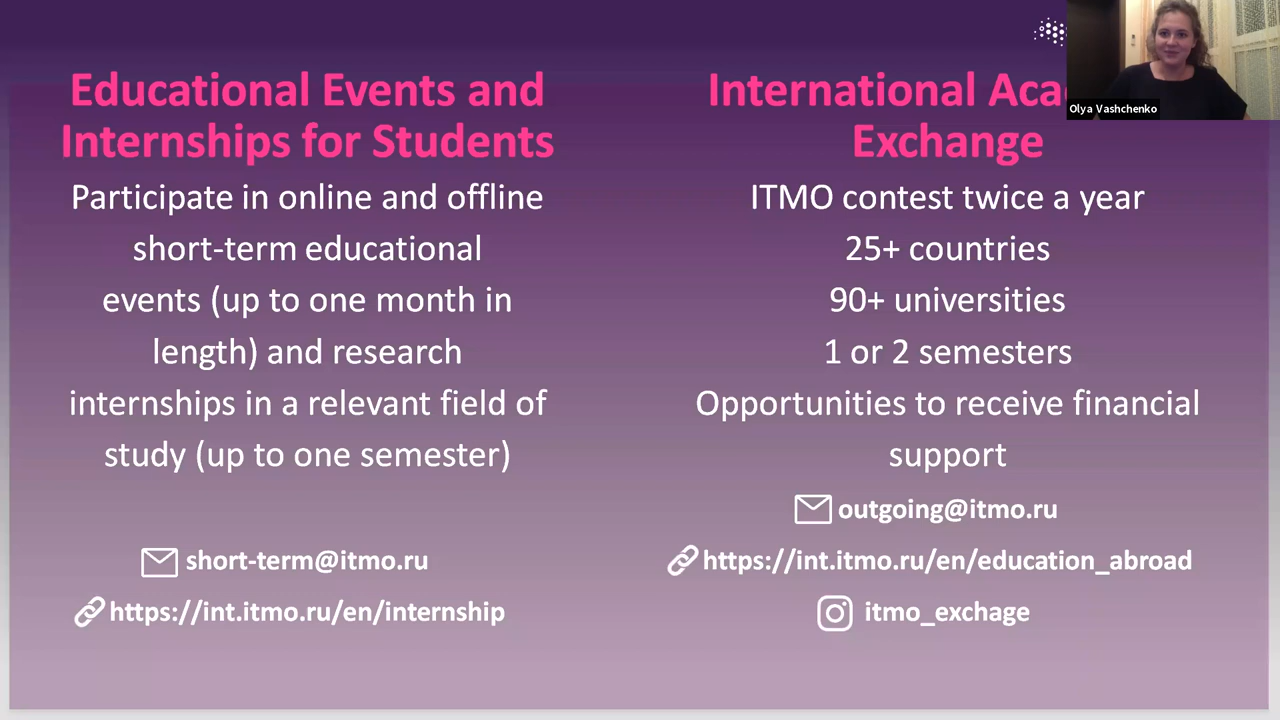 Educational Events and
Internships for Students
Participate in online and offline
short-term educational
events (up to one month in
length) and research
internships in a relevant field of
study (up to one semester)
short-term@itmo.ru
https://int.itmo.ru/en/internship
International
Exchange
ITMO contest twice a year
25+ countries
90+ universities
1 or 2 semesters
Opportunities to receive financial
support
outgoing@itmo.ru
https://int.itmo.ru/en/education_abroad
itmo_exchage
Olya Vashchenko